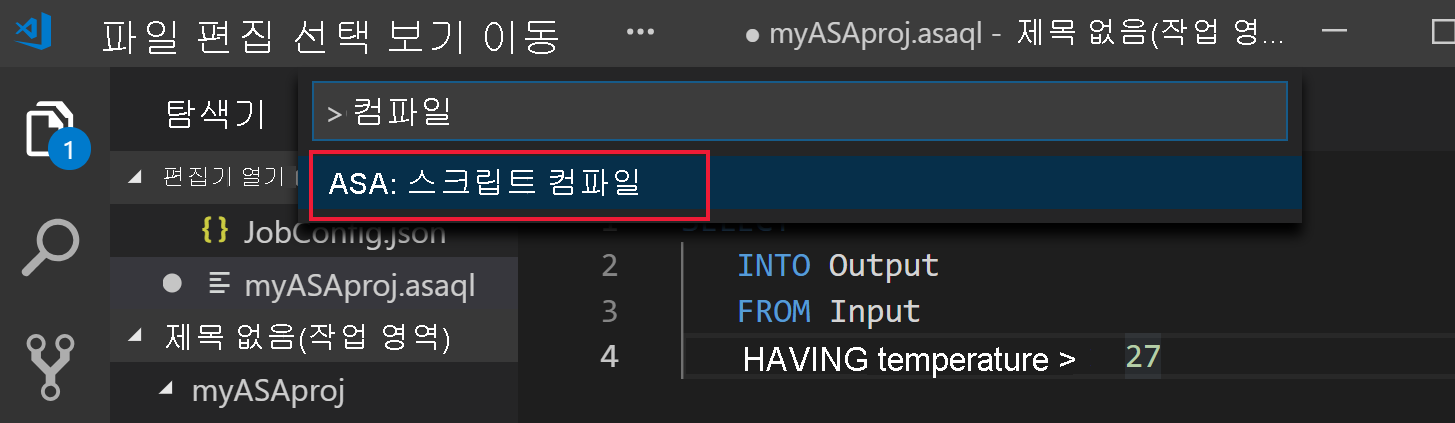 파일 편집 선택 보기 이동 ··· ● myASAproj.asaql - 제목 없음(작업 영...
탐색기
> 컴파일
1
편집기 열기
ASA: 스크립트 컴파일
{ } JobConfig.json
1 SELECT
myASAproj.asaql
2 INTO Output
3 FROM Input
제목 없음(작업 영역)
4 HAVING temperature > 27
myASAproj